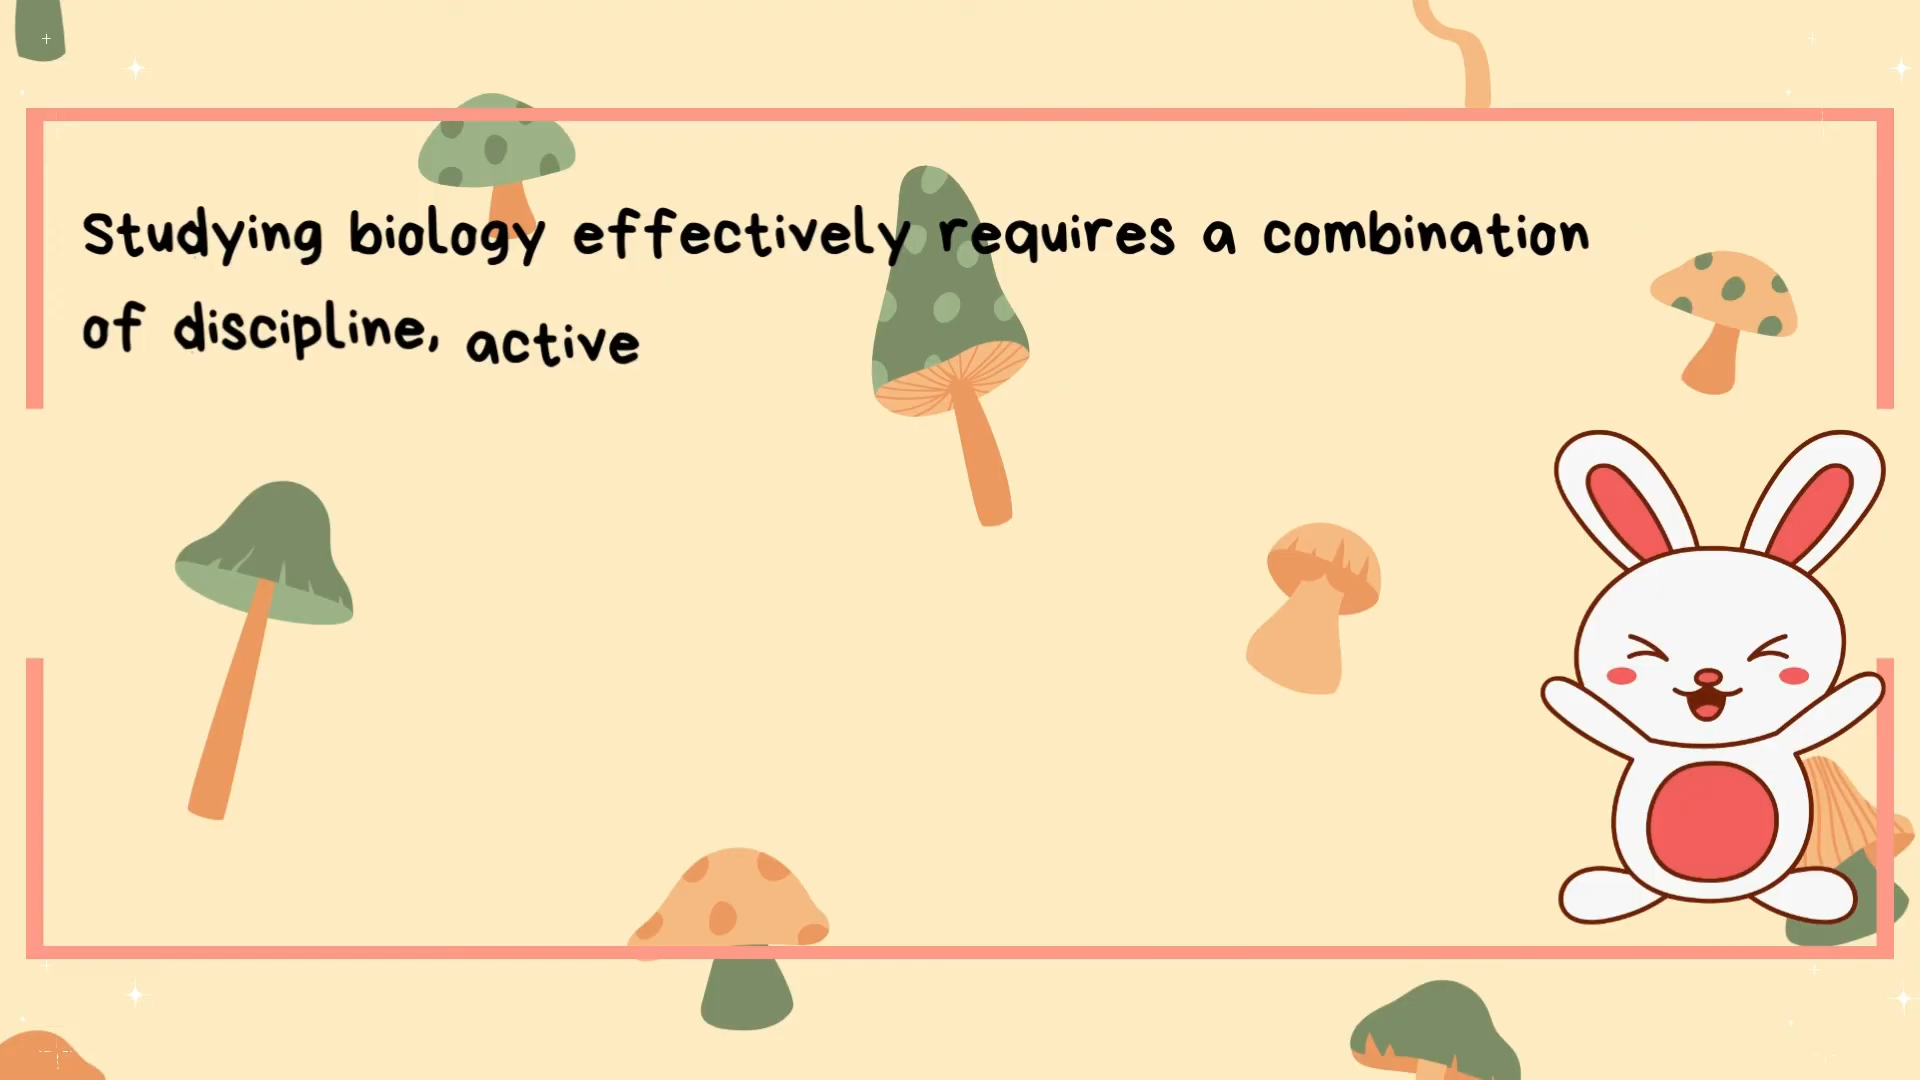 Studying biology effectively requires a combination
of discipline, active